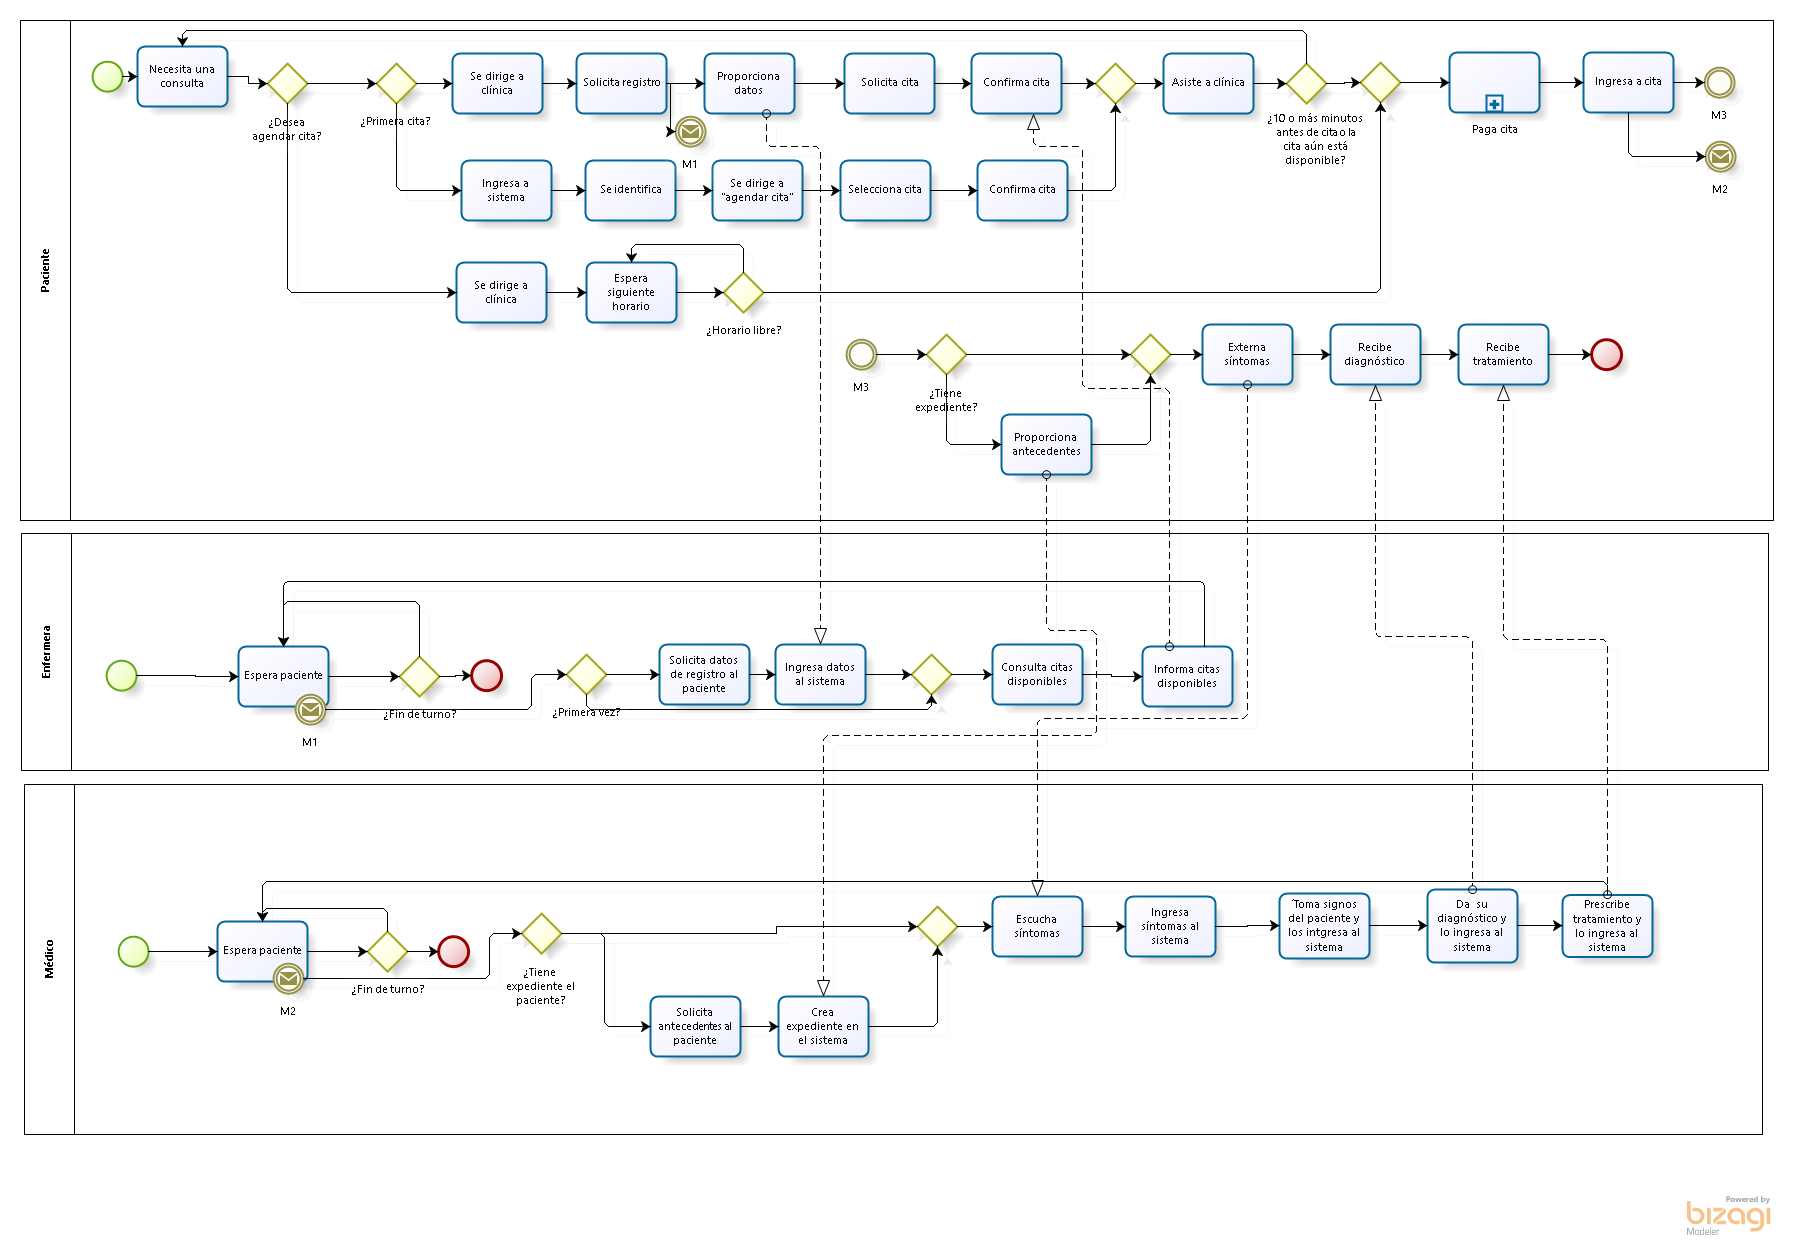 Paciente
Necesita una
consulta
¿Desea
agendar cita?
¿Primera cita?
Se dirige a
clínica
Solicita registro
M1
Proporciona
datos
Solicita cita
Confirma cita
Asiste a clínica
¿10 o más minutos
antes de cita o la
cita aún está
disponible?
Paga cita
Ingresa a cita
M3
M2
Ingresa a
sistema
Se identifica
Se dirige a
"agendar cita"
Selecciona cita
Confirma cita
Se dirige a
clínica
Espera
siguiente
horario
¿Horario libre?
M3
¿Tiene
expediente?
Proporciona
antecedentes
Externa
síntomas
Recibe
diagnóstico
Recibe
tratamiento
Enfermera
Espera paciente
M1
¿Fin de turno?
¿Primera vez?
Solicita datos
de registro al
paciente
Ingresa datos
al sistema
Consulta citas
disponibles
Informa citas
disponibles
Médico
Espera paciente
M2
¿Fin de turno?
¿Tiene
expediente el
paciente?
Solicita
antecedentes al
paciente
Crea
expediente en
el sistema
Escucha
síntomas
Ingresa
síntomas al
sistema
Toma signos
del paciente y
los intgresa al
sistema
Da su
diagnóstico y
lo ingresa al
sistema
Prescribe
tratamiento y
lo ingresa al
sistema
Powered by
bizagi
Modeler